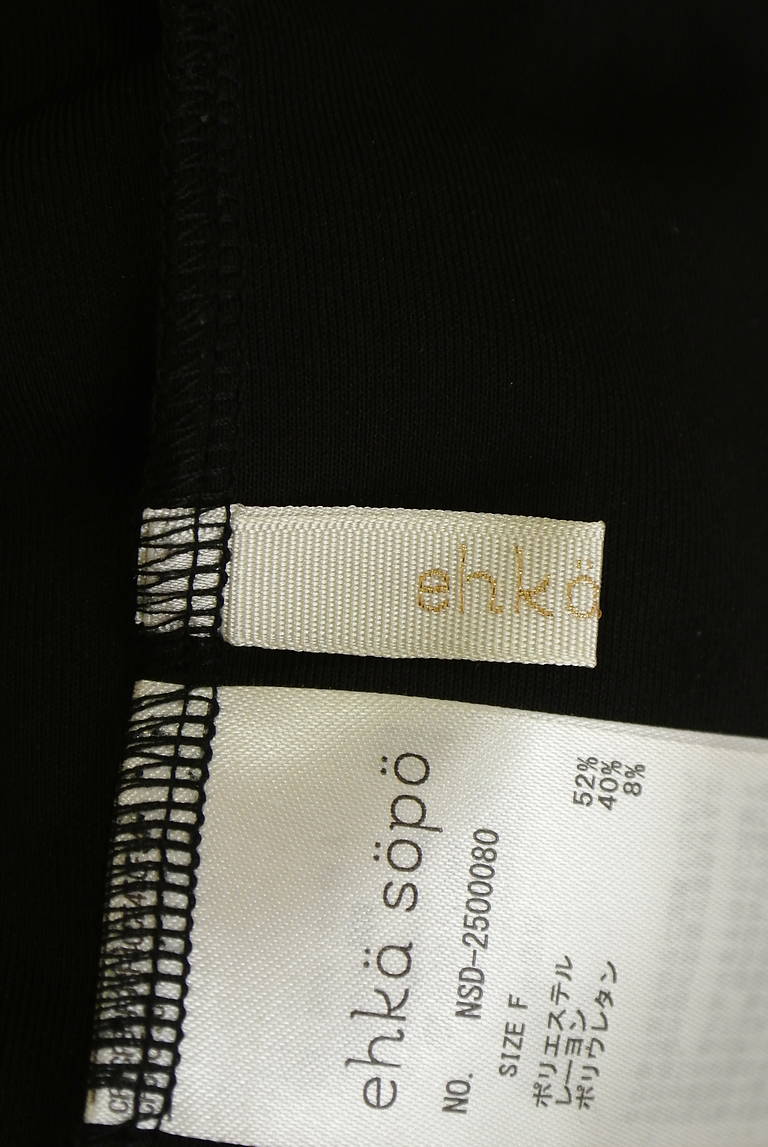 ehkä
ehkä söpö
NO. NSD-2500080
SIZE F
ポリエステル 52%
レーヨン 40%
ポリウレタン 8%